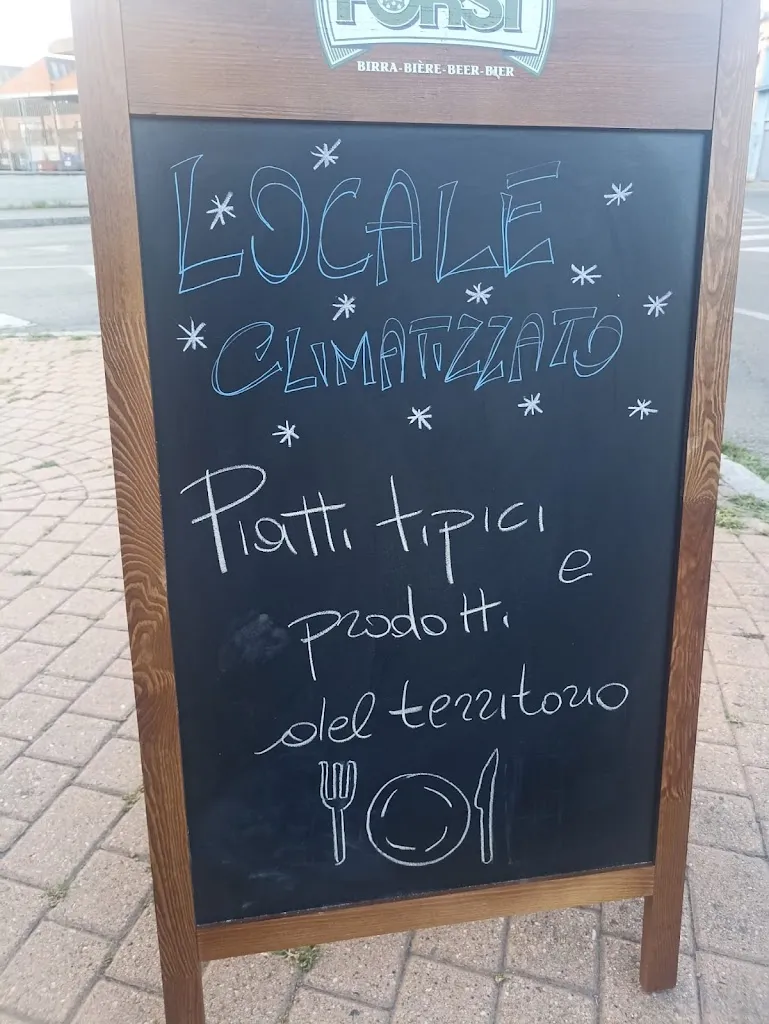 FORST
BIRRA-BIÈRE-BEER-BIER
LOCALE
CLIMATIZZATO
Piatti tipici
e
prodotti
del territorio